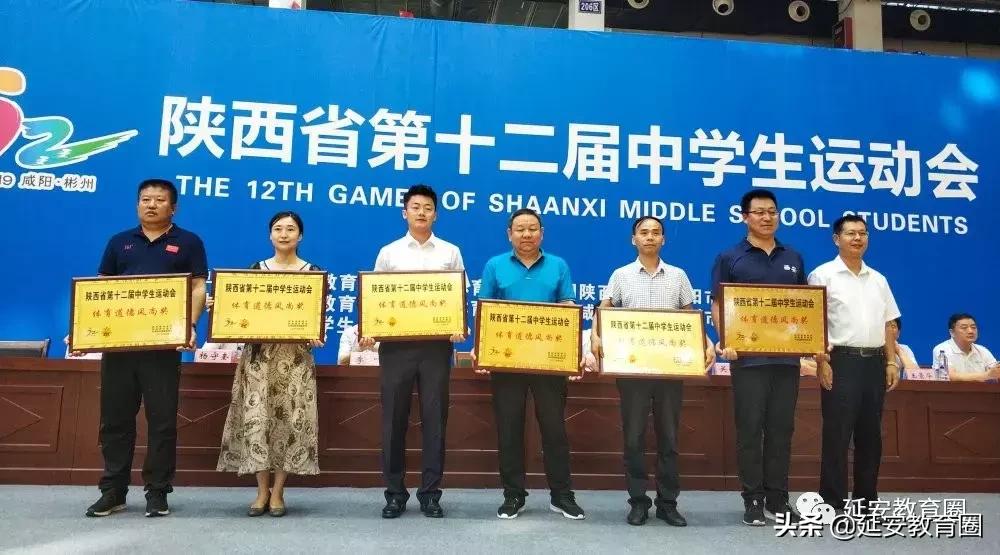 206区
陕西省第十二届中学生运动会
THE 12TH GAMES OF SHAANXI MIDDLE SCHOOL STUDENTS
19 咸阳·彬州
陕西省第十二届中学生运动会
体育道德风尚奖
陕西省第十二届中学生运动会
体育道德风尚奖
陕西省第十二届中学生运动会
体育道德风尚奖
陕西省第十二届中学生运动会
体育道德风尚奖
陕西省第十二届中学生运动会
体育道德风尚奖
陕西省第十二届中学生运动会
体育道德风尚奖
延安教育圈
头条 @延安教育圈